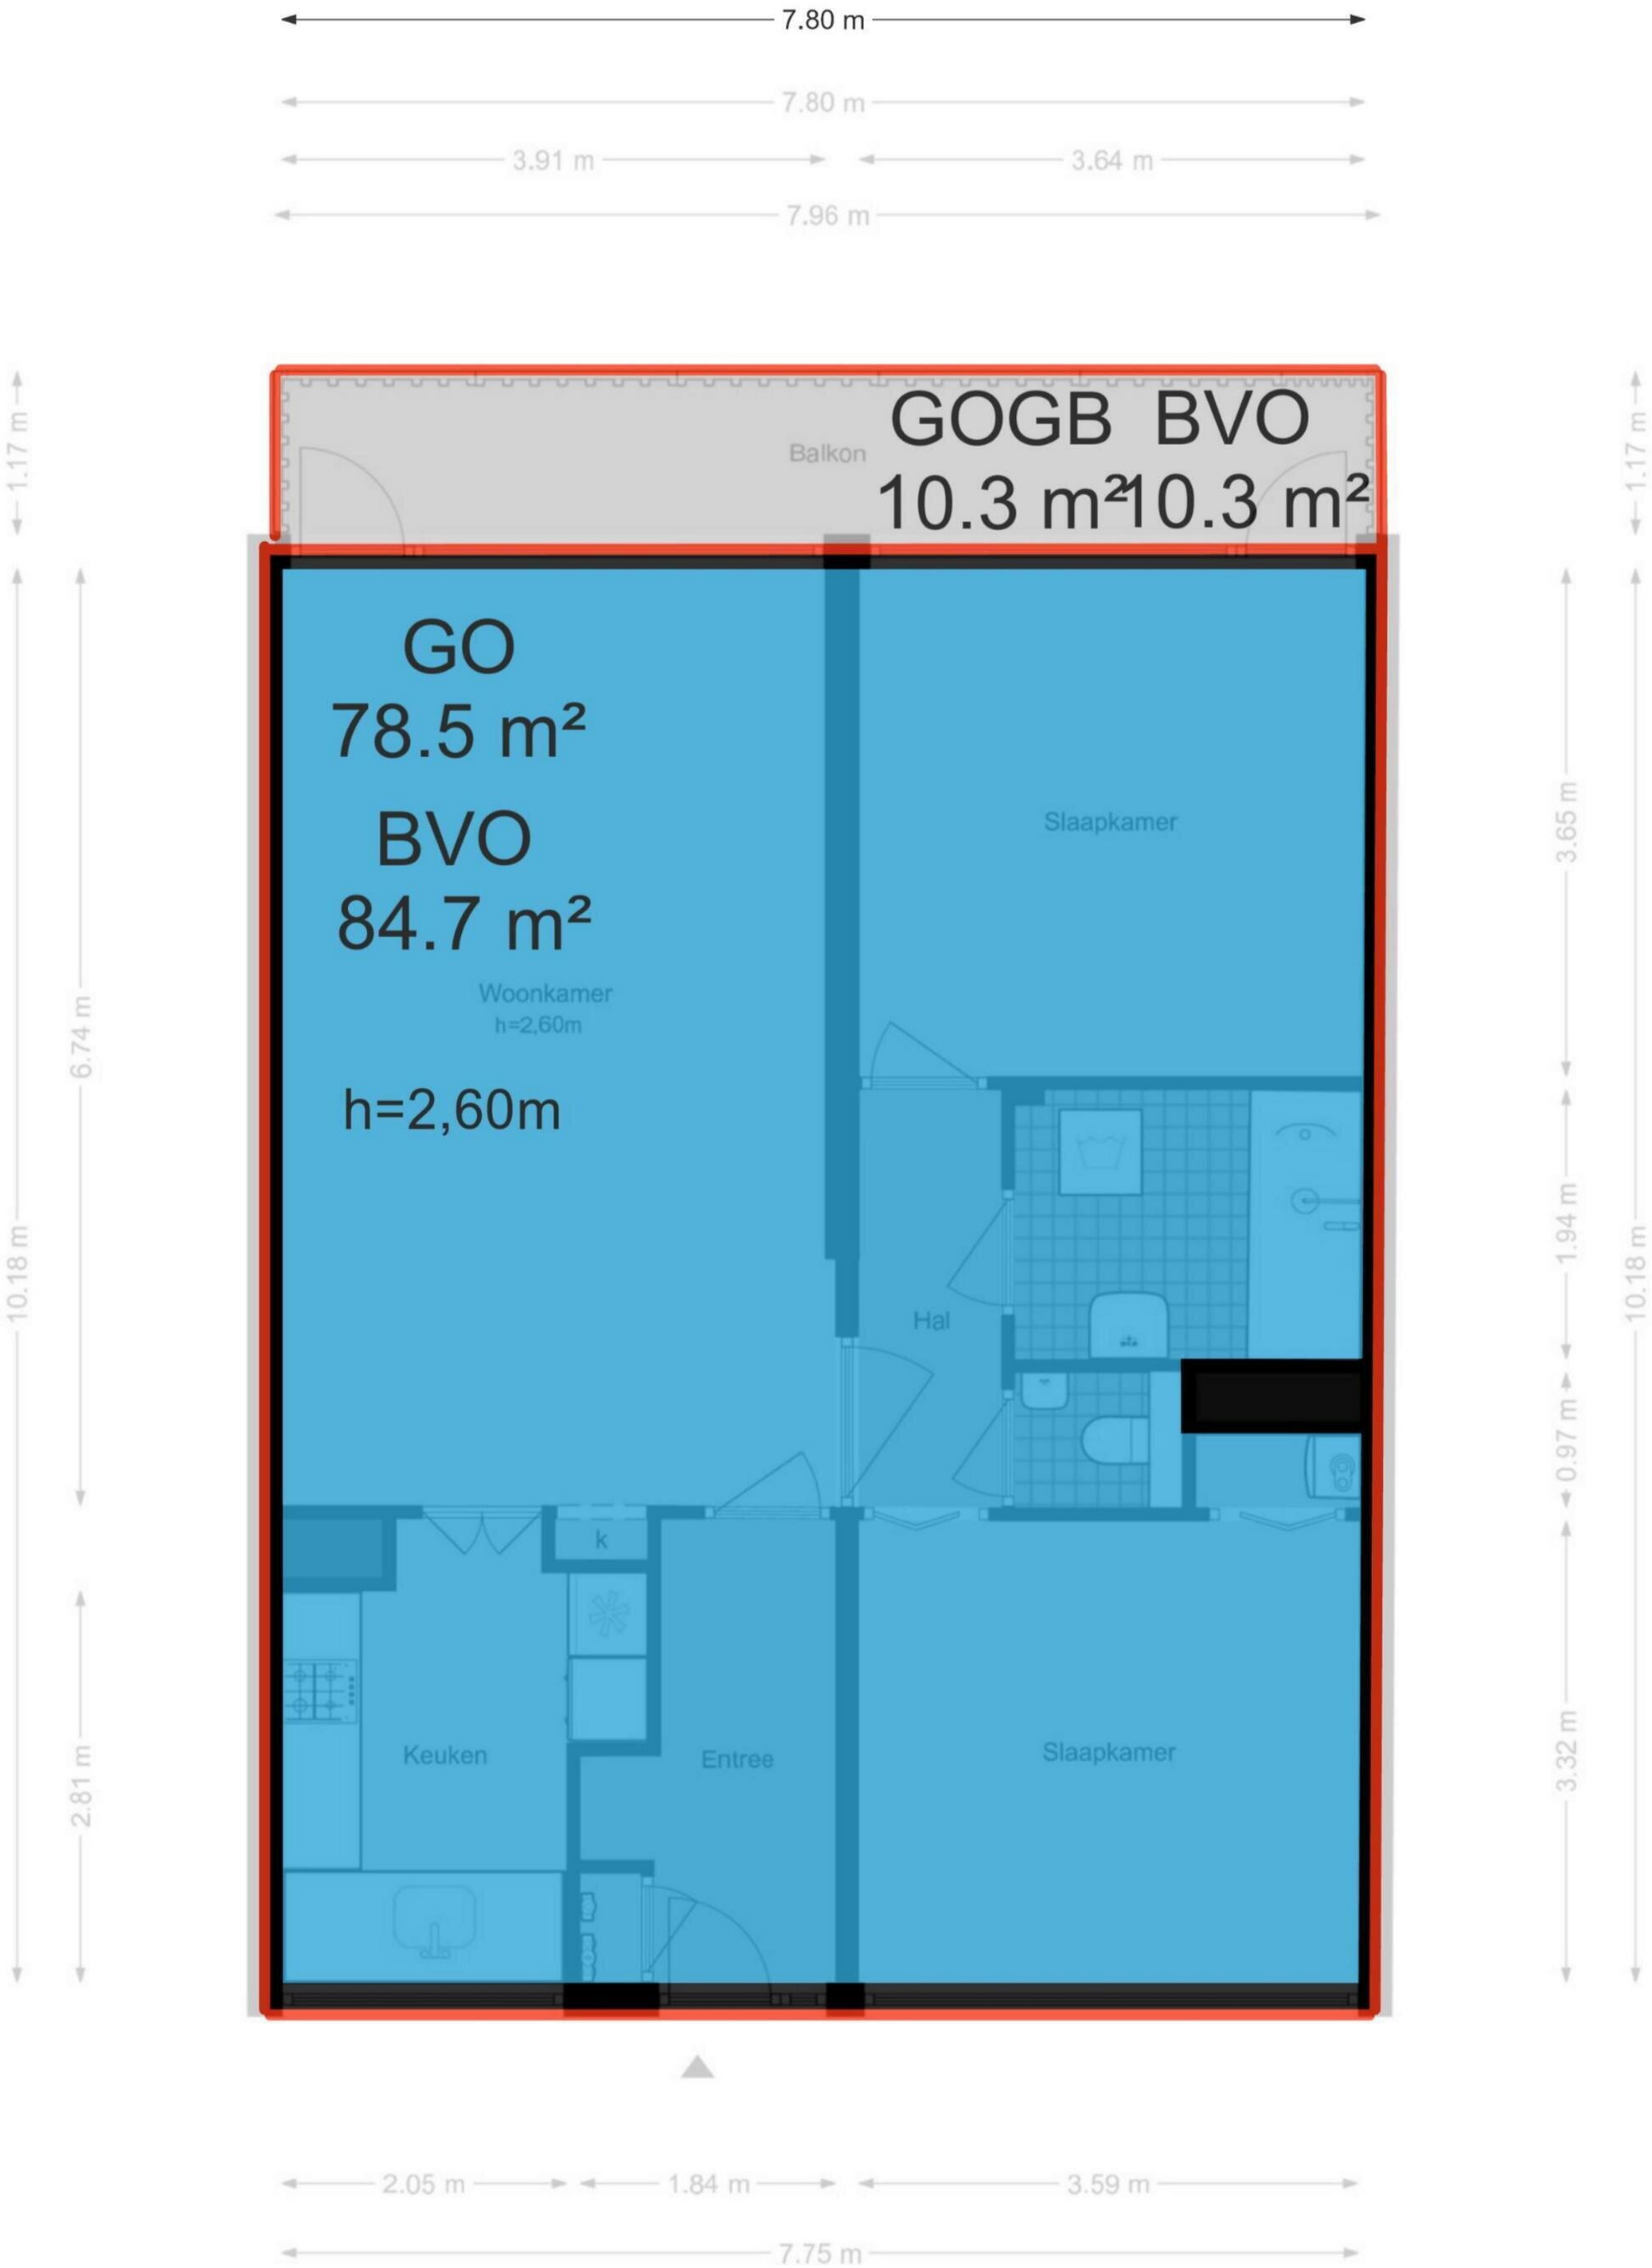 7.80 m
7.80 m
3.91 m
3.64 m
7.96 m
1.17 m
1.17 m
GOGB BVO
Balkon
10.3 m² 10.3 m²
GO
78.5 m²
BVO
84.7 m²
Woonkamer
h=2,60m
h=2,60m
Slaapkamer
3.65 m
6.74 m
10.18 m
10.18 m
1.94 m
Hal
0.97 m
k
Keuken
Entree
Slaapkamer
2.81 m
3.32 m
2.05 m
1.84 m
3.59 m
7.75 m